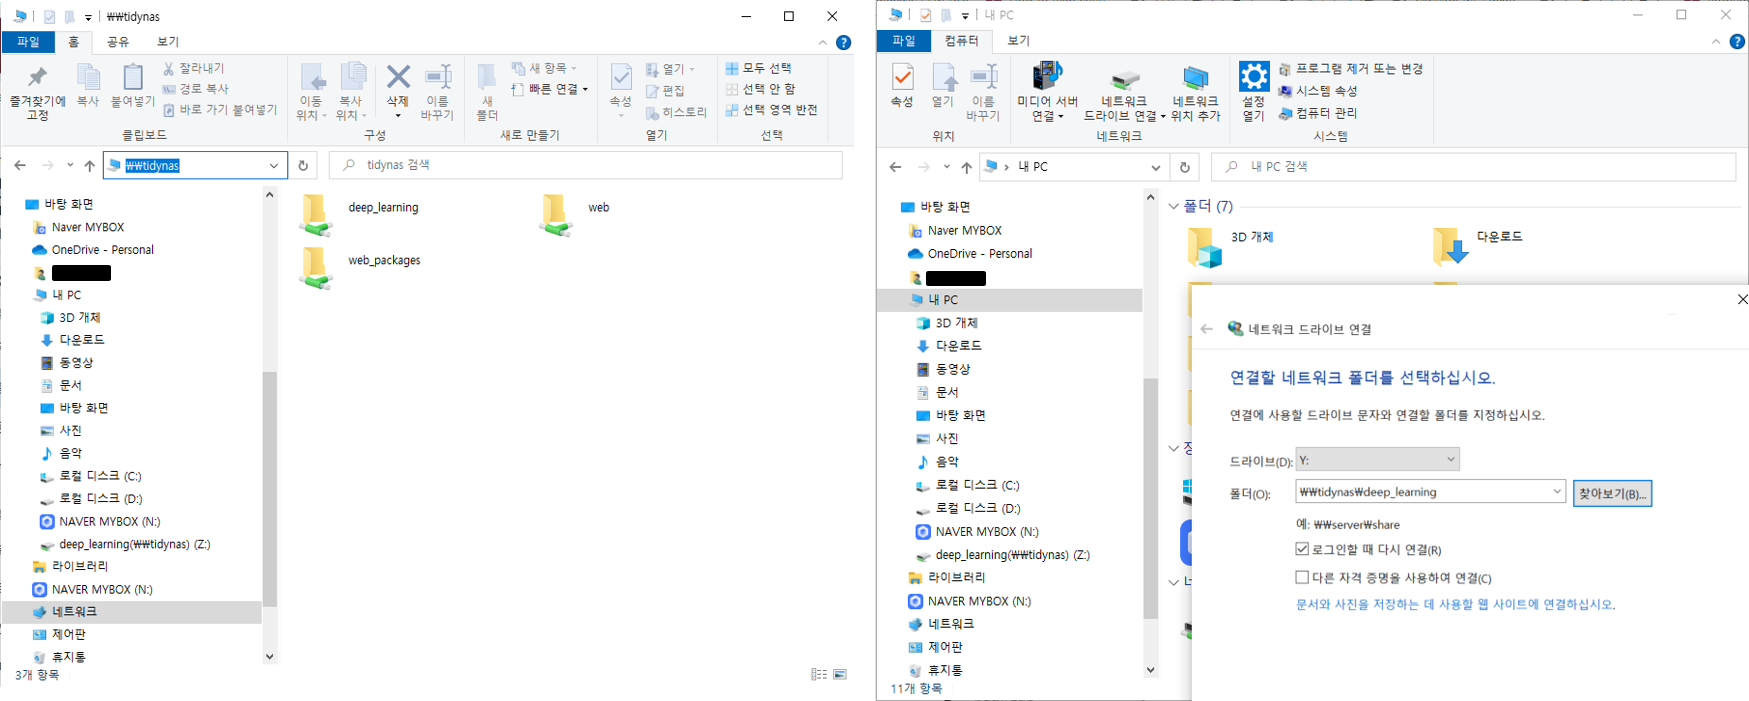 ₩₩tidynas
파일 홈 공유 보기
즐겨찾기에 고정
복사
붙여넣기
잘라내기
경로 복사
바로 가기 붙여넣기
클립보드
이동 위치
복사 위치
삭제
이름 바꾸기
구성
새 폴더
새 항목
빠른 연결
새로 만들기
속성
열기
편집
히스토리
열기
모두 선택
선택 안 함
선택 영역 반전
선택
₩₩tidynas
tidynas 검색
바탕 화면
Naver MYBOX
OneDrive - Personal
내 PC
3D 개체
다운로드
동영상
문서
바탕 화면
사진
음악
로컬 디스크 (C:)
로컬 디스크 (D:)
NAVER MYBOX (N:)
deep_learning(₩₩tidynas) (Z:)
라이브러리
NAVER MYBOX (N:)
네트워크
제어판
휴지통
deep_learning
web
web_packages
3개 항목
내 PC
파일 컴퓨터 보기
속성
열기
이름 바꾸기
위치
미디어 서버 연결
네트워크 드라이브 연결
네트워크 위치 추가
네트워크
설정 열기
프로그램 제거 또는 변경
시스템 속성
컴퓨터 관리
시스템
내 PC
내 PC 검색
바탕 화면
Naver MYBOX
OneDrive - Personal
내 PC
3D 개체
다운로드
동영상
문서
바탕 화면
사진
음악
로컬 디스크 (C:)
로컬 디스크 (D:)
NAVER MYBOX (N:)
deep_learning(₩₩tidynas) (Z:)
라이브러리
NAVER MYBOX (N:)
네트워크
제어판
휴지통
폴더 (7)
3D 개체
다운로드
네트워크 드라이브 연결
연결할 네트워크 폴더를 선택하십시오.
연결에 사용할 드라이브 문자와 연결할 폴더를 지정하십시오.
드라이브(D): Y:
폴더(O): ₩₩tidynas₩deep_learning 찾아보기(B)...
예: ₩₩server₩share
로그인할 때 다시 연결(R)
다른 자격 증명을 사용하여 연결(C)
문서와 사진을 저장하는 데 사용할 웹 사이트에 연결하십시오.
11개 항목